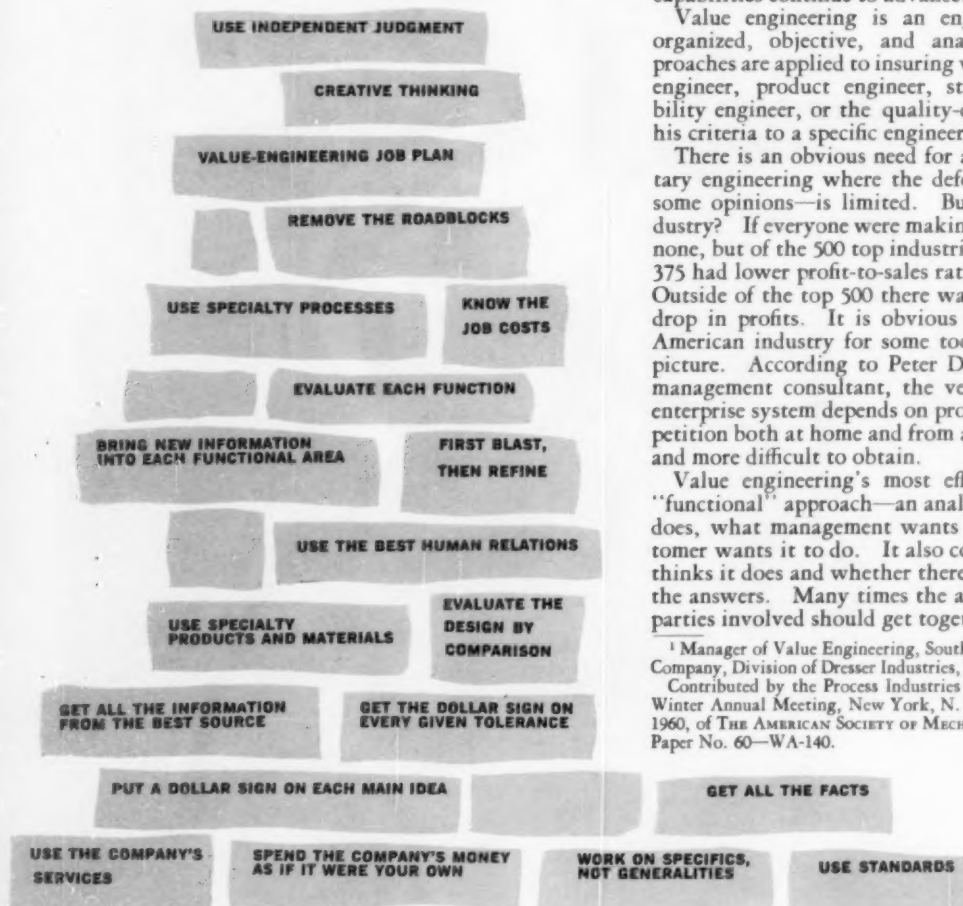 USE INDEPENDENT JUDGMENT
CREATIVE THINKING
VALUE-ENGINEERING JOB PLAN
REMOVE THE ROADBLOCKS
USE SPECIALTY PROCESSES
KNOW THE
JOB COSTS
EVALUATE EACH FUNCTION
BRING NEW INFORMATION
INTO EACH FUNCTIONAL AREA
FIRST BLAST,
THEN REFINE
USE THE BEST HUMAN RELATIONS
USE SPECIALTY
PRODUCTS AND MATERIALS
EVALUATE THE
DESIGN BY
COMPARISON
GET ALL THE INFORMATION
FROM THE BEST SOURCE
GET THE DOLLAR SIGN ON
EVERY GIVEN TOLERANCE
PUT A DOLLAR SIGN ON EACH MAIN IDEA
GET ALL THE FACTS
USE THE COMPANY'S
SERVICES
SPEND THE COMPANY'S MONEY
AS IF IT WERE YOUR OWN
WORK ON SPECIFICS,
NOT GENERALITIES
USE STANDARDS
Value engineering is an eng
organized, objective, and ana
proaches are applied to insuring v
engineer, product engineer, st
bility engineer, or the quality-
his criteria to a specific engineer
There is an obvious need for a
tary engineering where the defe
some opinions—is limited. Bu
dustry? If everyone were makin
none, but of the 500 top industri
375 had lower profit-to-sales rat
Outside of the top 500 there wa
drop in profits. It is obvious
American industry for some too
picture. According to Peter D
management consultant, the ve
enterprise system depends on pro
petition both at home and from a
and more difficult to obtain.
Value engineering's most eff
"functional" approach—an anal
does, what management wants
tomer wants it to do. It also co
thinks it does and whether there
the answers. Many times the a
parties involved should get toget
¹ Manager of Value Engineering, South
Company, Division of Dresser Industries,
Contributed by the Process Industries
Winter Annual Meeting, New York, N.
1960, of THE AMERICAN SOCIETY OF MECH
Paper No. 60—WA-140.